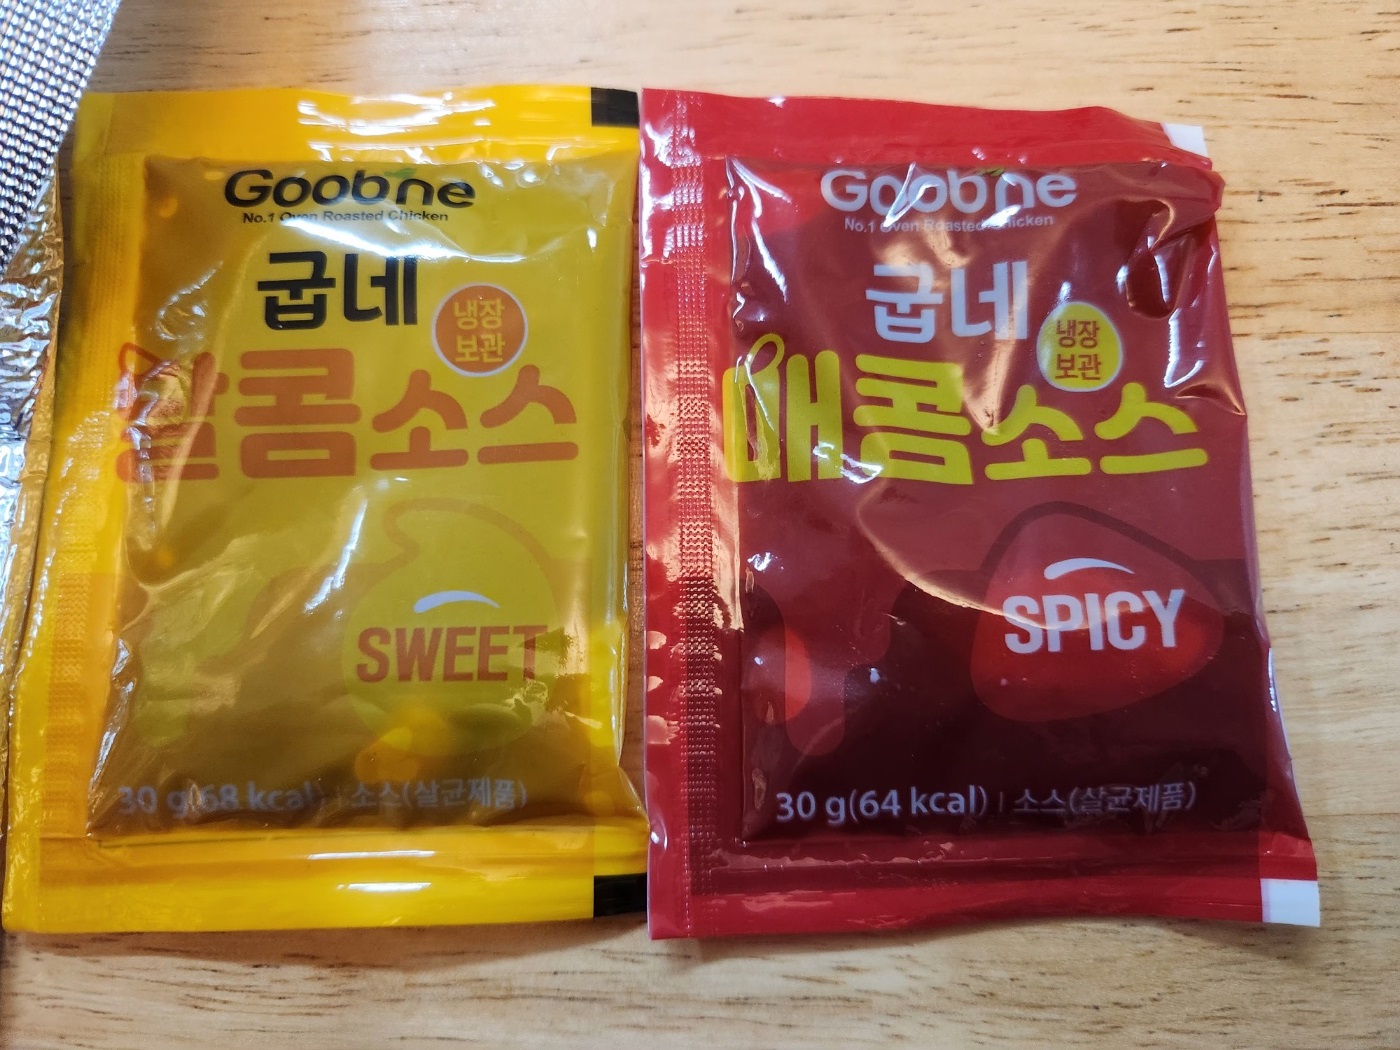 Goobne
No.1 Oven Roasted Chicken
굽네
냉장
보관
달콤소스
SWEET
30 g(68 kcal) | 소스(살균제품)
Goobne
No.1 Oven Roasted Chicken
굽네
냉장
보관
매콤소스
SPICY
30 g(64 kcal) | 소스(살균제품)